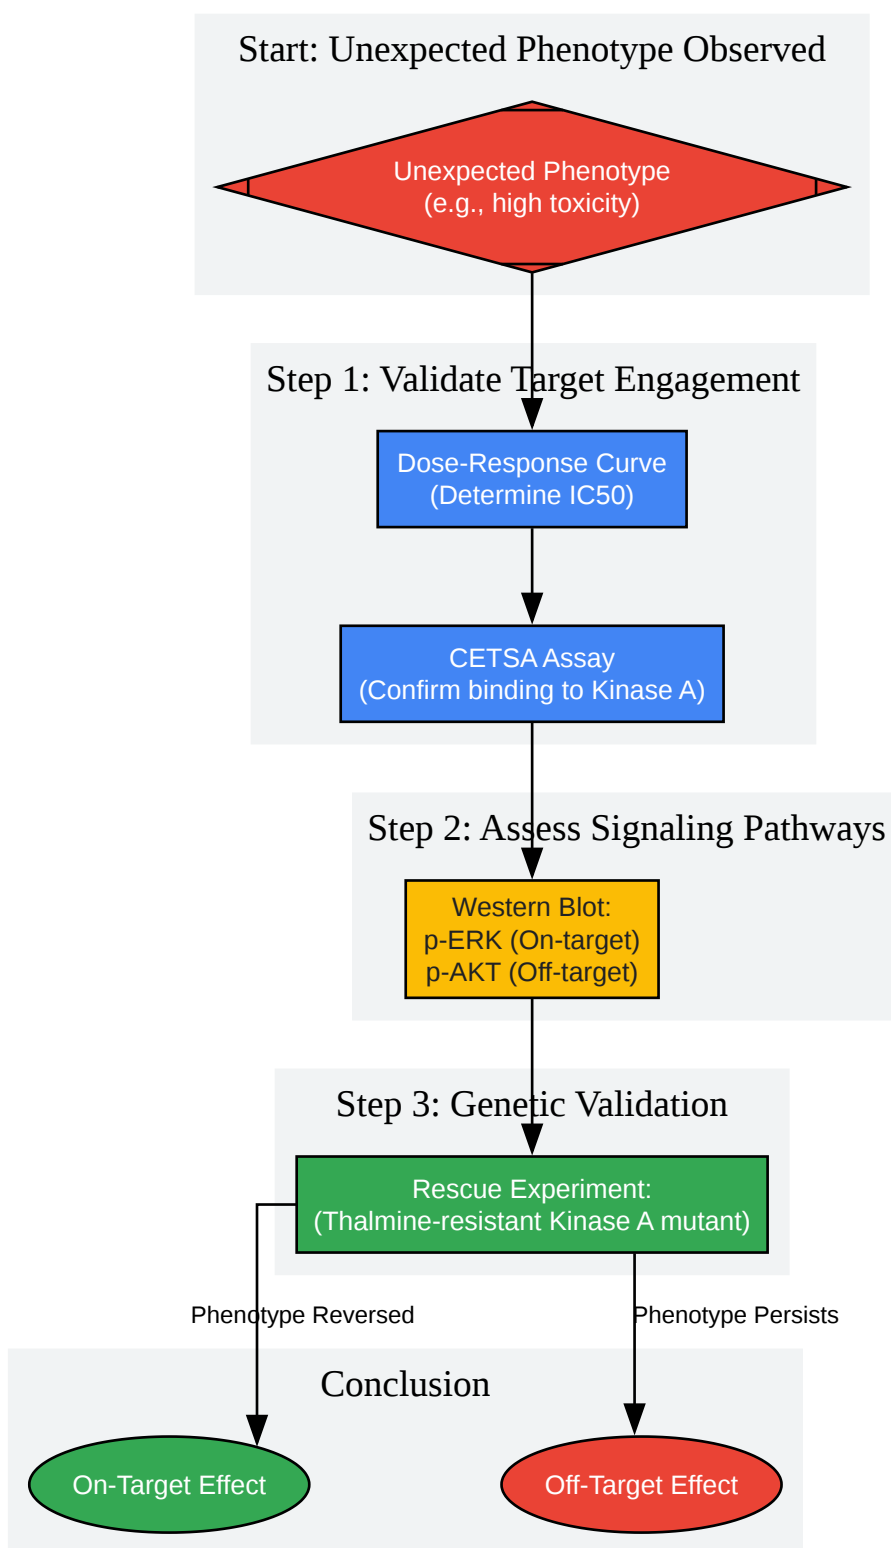 Start: Unexpected Phenotype Observed
Unexpected Phenotype
(e.g., high toxicity)
Step 1: Validate Target Engagement
Dose-Response Curve
(Determine IC50)
CETSA Assay
(Confirm binding to Kinase A)
Step 2: Assess Signaling Pathways
Western Blot:
p-ERK (On-target)
p-AKT (Off-target)
Step 3: Genetic Validation
Rescue Experiment:
(Thalmine-resistant Kinase A mutant)
Phenotype Reversed
Phenotype Persists
Conclusion
On-Target Effect
Off-Target Effect